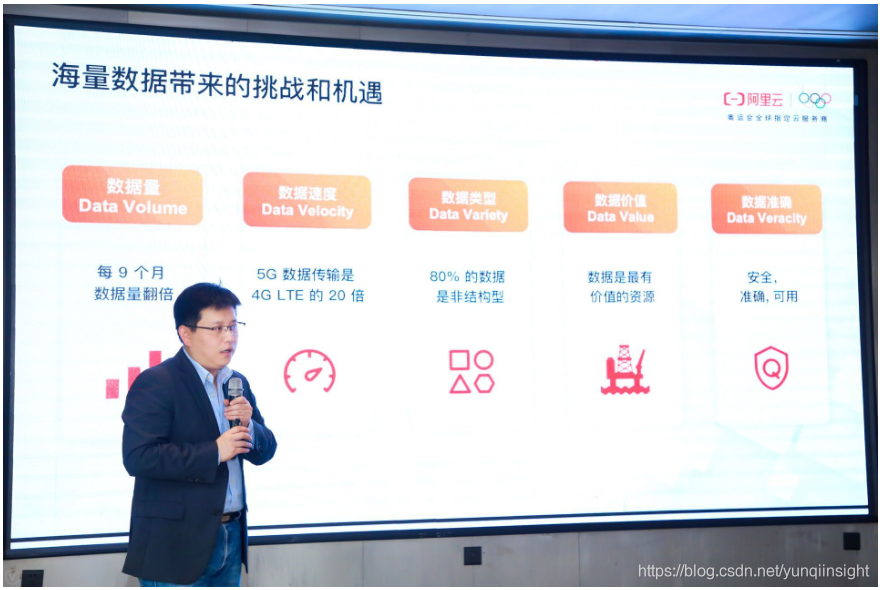 海量数据带来的挑战和机遇
阿里云
奥运会全球指定云服务商
数据量
Data Volume
数据速度
Data Velocity
数据类型
Data Variety
数据价值
Data Value
数据准确
Data Veracity
每 9 个月
数据量翻倍
5G 数据传输是
4G LTE 的 20 倍
80% 的数据
是非结构型
数据是最有
价值的资源
安全,
准确, 可用
Q
https://blog.csdn.net/yunqiinsight